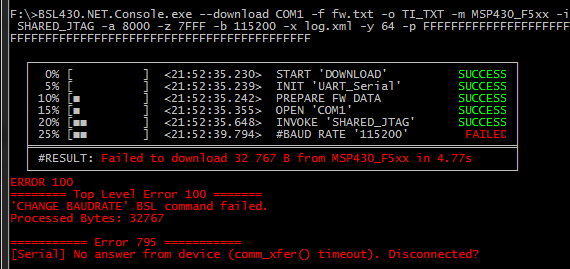 F:\>BSL430.NET.Console.exe --download COM1 -f fw.txt -o TI_TXT -m MSP430_F5xx -i
SHARED_JTAG -a 8000 -z 7FFF -b 115200 -x log.xml -y 64 -p FFFFFFFFFFFFFFFFFFFFFF
FFFFFFFFFFFFFFFFFFFFFFFFFFFFFFFFFFFFFFFFFF
0% [ ] <21:52:35.230> START 'DOWNLOAD' SUCCESS
5% [ ] <21:52:35.239> INIT 'UART_Serial' SUCCESS
10% [■ ] <21:52:35.242> PREPARE FW DATA SUCCESS
15% [■ ] <21:52:35.355> OPEN 'COM1' SUCCESS
20% [■■ ] <21:52:35.648> INVOKE 'SHARED_JTAG' SUCCESS
25% [■■ ] <21:52:39.794> #BAUD RATE '115200' FAILED
#RESULT: Failed to download 32 767 B from MSP430_F5xx in 4.77s
ERROR 100
======== Top Level Error 100 =======
'CHANGE BAUDRATE' BSL command failed.
Processed Bytes: 32767
=========== Error 795 ===========
[Serial] No answer from device (comm_xfer() timeout). Disconnected?